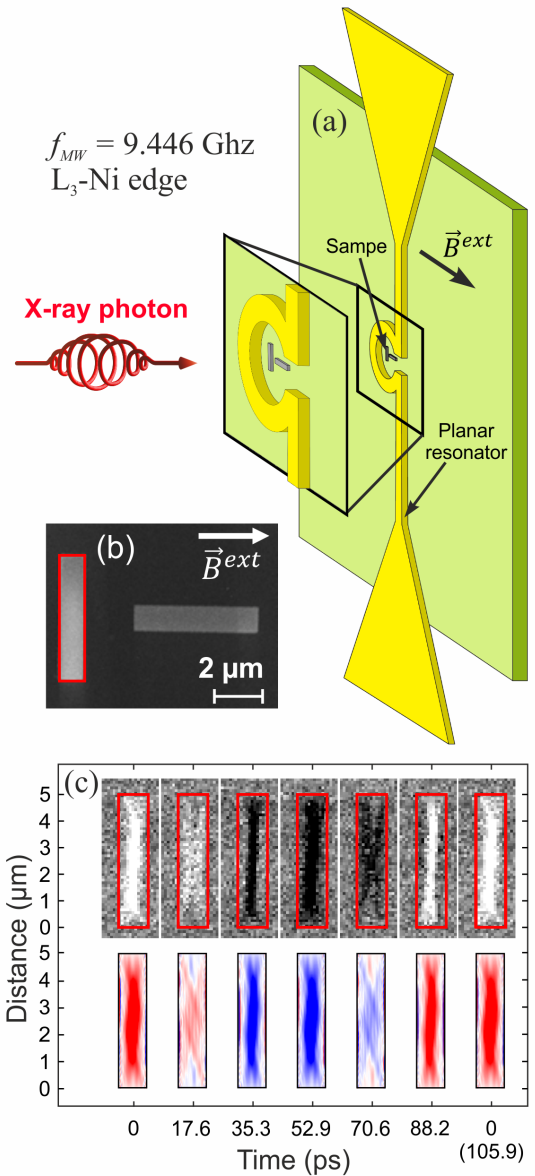 (a)
f_MW = 9.446 Ghz
L₃-Ni edge
Sampe
B⃗ᵉˣᵗ
X-ray photon
Planar
resonator
(b)
B⃗ᵉˣᵗ
2 μm
(c)
Distance (μm)
5
4
3
2
1
0
5
4
3
2
1
0
0 17.6 35.3 52.9 70.6 88.2 0
(105.9)
Time (ps)